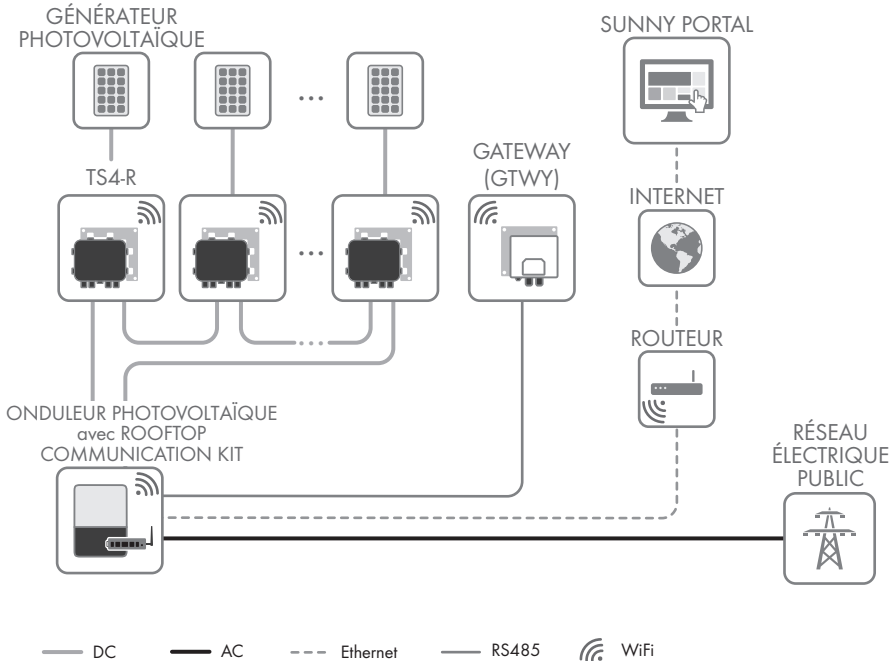 GÉNÉRATEUR
PHOTOVOLTAÏQUE
SUNNY PORTAL
...
TS4-R
GATEWAY
(GTWY)
INTERNET
...
ROUTEUR
ONDULEUR PHOTOVOLTAÏQUE
avec ROOFTOP
COMMUNICATION KIT
RÉSEAU
ÉLECTRIQUE
PUBLIC
DC
AC
Ethernet
RS485
WiFi